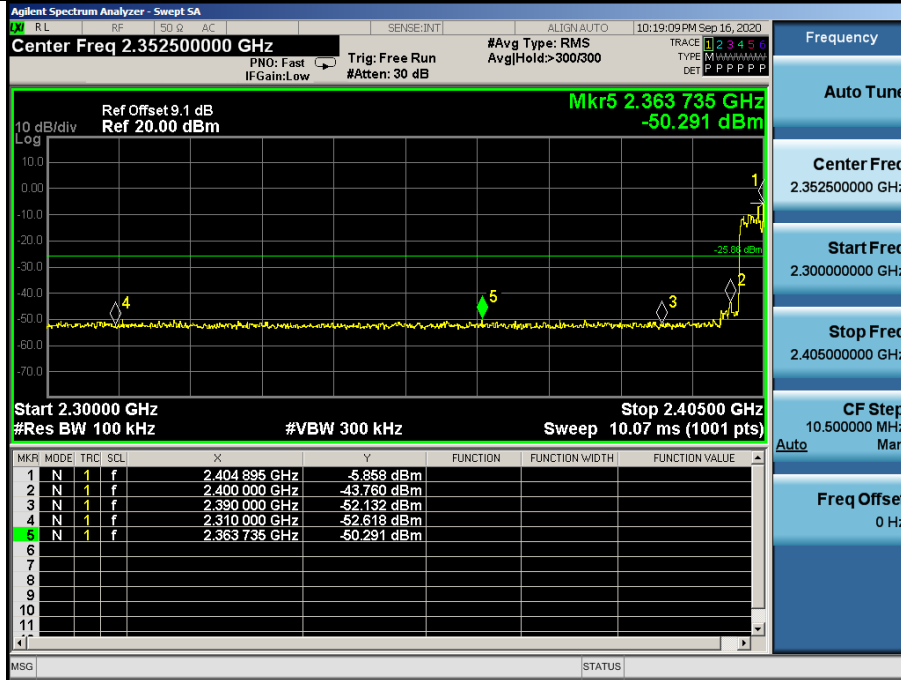 Agilent Spectrum Analyzer - Swept SA
LXI RL RF 50 Ω AC SENSE:INT ALIGN AUTO 10:19:09 PM Sep 16, 2020
Center Freq 2.352500000 GHz
PNO: Fast
IFGain:Low
Trig: Free Run
#Atten: 30 dB
#Avg Type: RMS
Avg|Hold:>300/300
TRACE 1 2 3 4 5 6
TYPE M
DET P P P P P P
Ref Offset 9.1 dB
10 dB/div Ref 20.00 dBm
Log
Mkr5 2.363 735 GHz
-50.291 dBm
10.0
0.00
-10.0
-20.0
-30.0
-40.0
-50.0
-60.0
-70.0
-25.86 dBm
1
2
3
4
5
Start 2.30000 GHz Stop 2.40500 GHz
#Res BW 100 kHz #VBW 300 kHz Sweep 10.07 ms (1001 pts)
MKR MODE TRC SCL X Y FUNCTION FUNCTION WIDTH FUNCTION VALUE
1 N 1 f 2.404 895 GHz -5.858 dBm
2 N 1 f 2.400 000 GHz -43.760 dBm
3 N 1 f 2.390 000 GHz -52.132 dBm
4 N 1 f 2.310 000 GHz -52.618 dBm
5 N 1 f 2.363 735 GHz -50.291 dBm
6
7
8
9
10
11
MSG STATUS
Frequency
Auto Tune
Center Freq
2.352500000 GHz
Start Freq
2.300000000 GHz
Stop Freq
2.405000000 GHz
CF Step
10.500000 MHz
Auto Man
Freq Offset
0 Hz